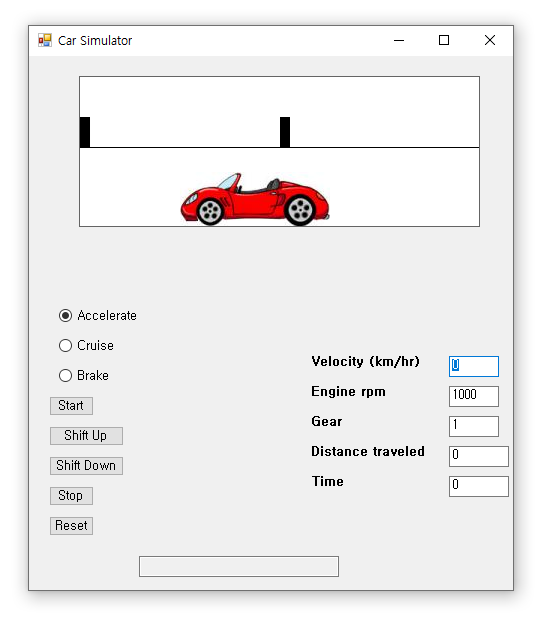 Car Simulator
Accelerate
Cruise
Brake
Start
Shift Up
Shift Down
Stop
Reset
Velocity (km/hr) 0
Engine rpm 1000
Gear 1
Distance traveled 0
Time 0